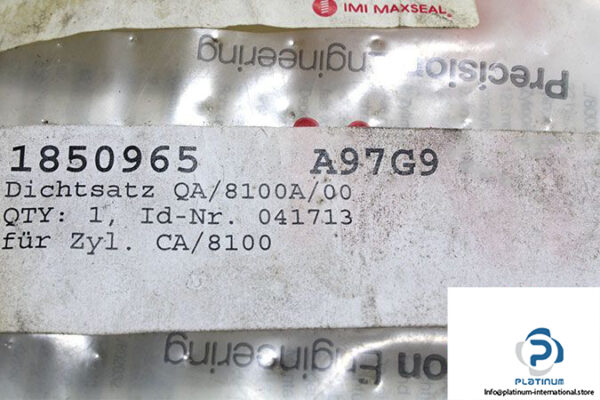 IMI MAXSEAL
Precision
Engineering
1850965 A97G9
Dichtsatz QA/8100A/00
QTY: 1, Id-Nr. 041713
für Zyl. CA/8100
Engineering
PLATINUM
Info@platinum-international.store